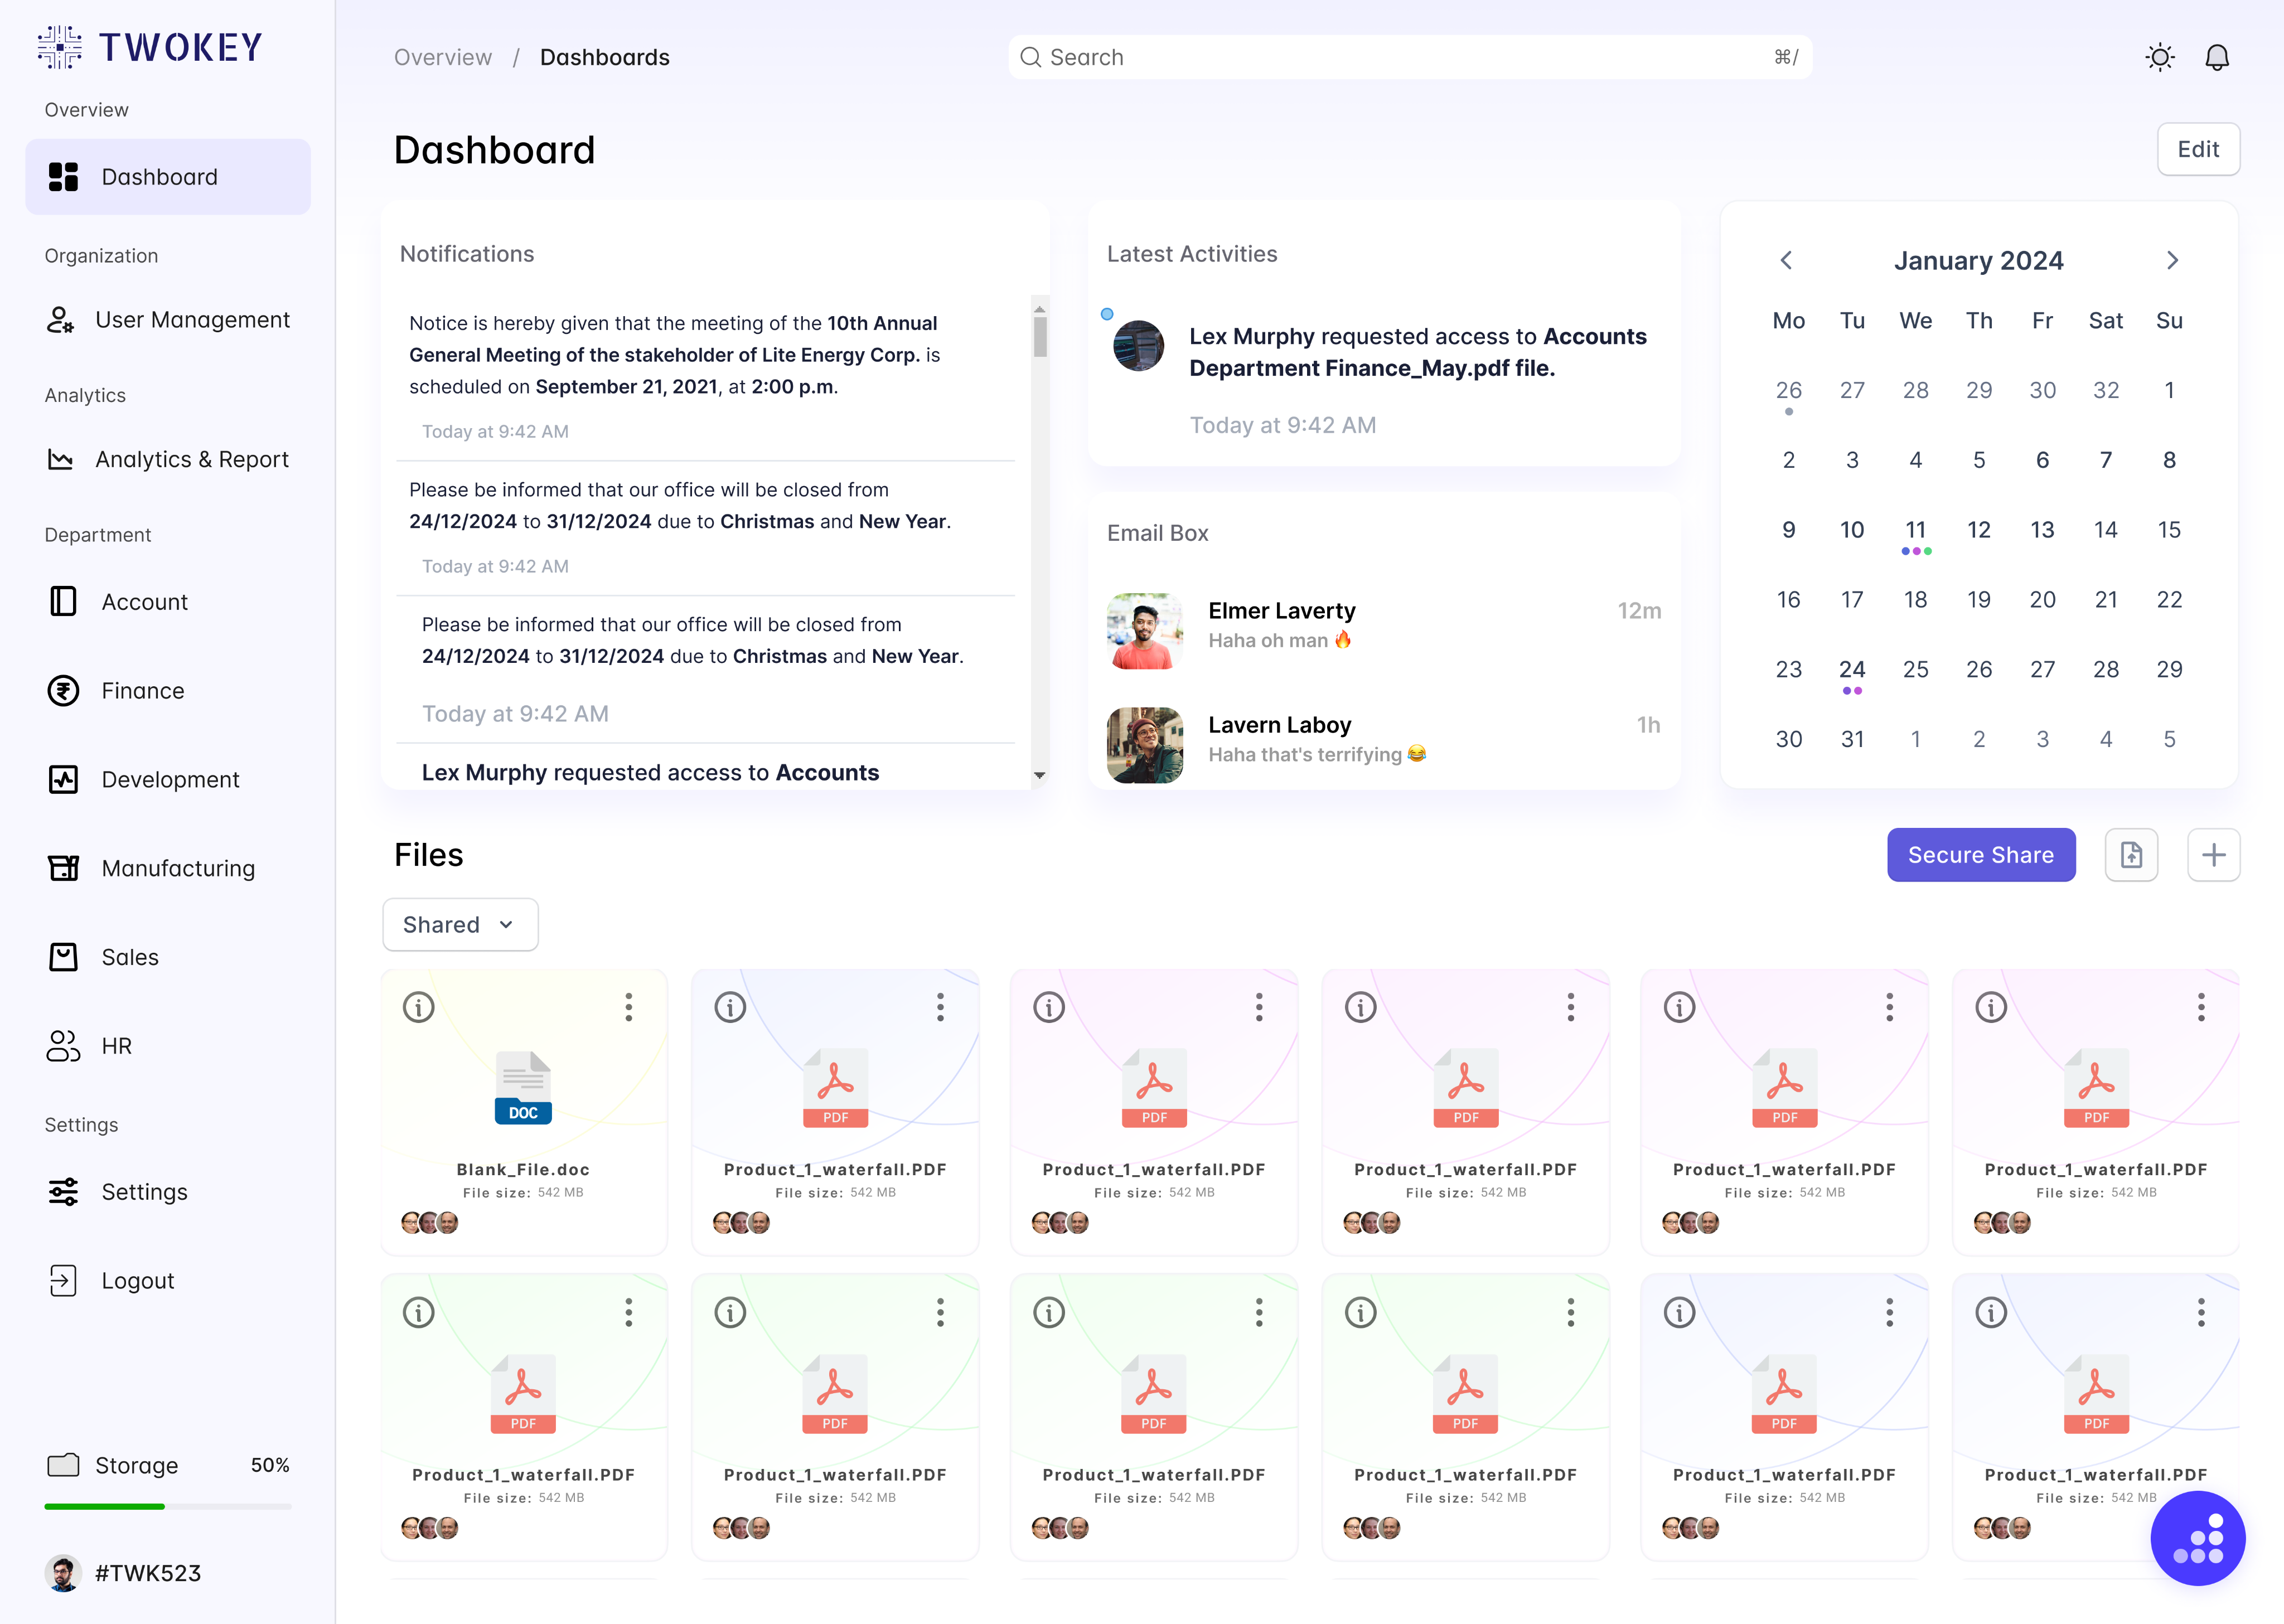 TWOKEY
Overview
Dashboard
Organization
User Management
Analytics
Analytics & Report
Department
Account
Finance
Development
Manufacturing
Sales
HR
Settings
Settings
Logout
Storage 50%
#TWK523
Overview / Dashboards
Search ⌘/
Dashboard
Edit
Notifications
Notice is hereby given that the meeting of the 10th Annual
General Meeting of the stakeholder of Lite Energy Corp. is
scheduled on September 21, 2021, at 2:00 p.m.
Today at 9:42 AM
Please be informed that our office will be closed from
24/12/2024 to 31/12/2024 due to Christmas and New Year.
Today at 9:42 AM
Please be informed that our office will be closed from
24/12/2024 to 31/12/2024 due to Christmas and New Year.
Today at 9:42 AM
Lex Murphy requested access to Accounts
Latest Activities
Lex Murphy requested access to Accounts
Department Finance_May.pdf file.
Today at 9:42 AM
Email Box
Elmer Laverty 12m
Haha oh man 🔥
Lavern Laboy 1h
Haha that's terrifying 😂
January 2024
Mo Tu We Th Fr Sat Su
26 27 28 29 30 32 1
2 3 4 5 6 7 8
9 10 11 12 13 14 15
16 17 18 19 20 21 22
23 24 25 26 27 28 29
30 31 1 2 3 4 5
Files
Secure Share
Shared
DOC PDF PDF PDF PDF PDF
Blank_File.doc Product_1_waterfall.PDF Product_1_waterfall.PDF Product_1_waterfall.PDF Product_1_waterfall.PDF Product_1_waterfall.PDF
File size: 542 MB File size: 542 MB File size: 542 MB File size: 542 MB File size: 542 MB File size: 542 MB
PDF PDF PDF PDF PDF PDF
Product_1_waterfall.PDF Product_1_waterfall.PDF Product_1_waterfall.PDF Product_1_waterfall.PDF Product_1_waterfall.PDF Product_1_waterfall.PDF
File size: 542 MB File size: 542 MB File size: 542 MB File size: 542 MB File size: 542 MB File size: 542 MB